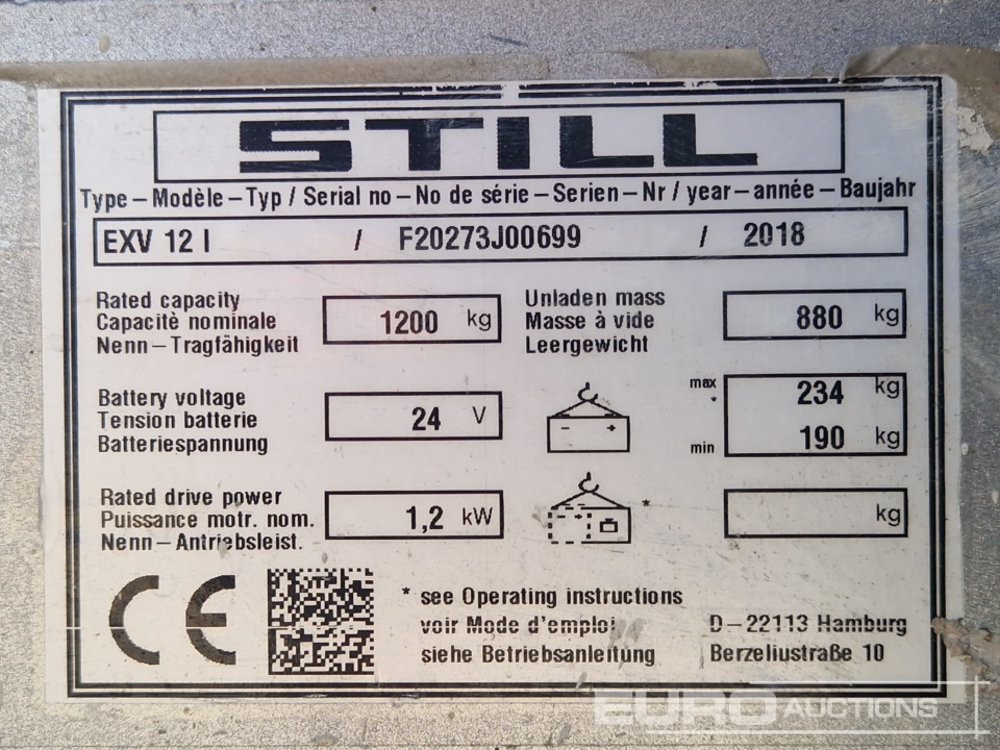 STILL
Type – Modèle – Typ / Serial no – No de série – Serien – Nr / year – année – Baujahr
EXV 12 I / F20273J00699 / 2018
Rated capacity
Capacitè nominale
Nenn – Tragfähigkeit
1200 kg
Unladen mass
Masse à vide
Leergewicht
880 kg
Battery voltage
Tension batterie
Batteriespannung
24 V
max
*
234 kg
min
190 kg
Rated drive power
Puissance motr. nom.
Nenn – Antriebsleist.
1,2 kW
*
kg
CE
* see Operating instructions
voir Mode d'emploi
siehe Betriebsanleitung
D – 22113 Hamburg
Berzeliustraße 10
EURO AUCTIONS